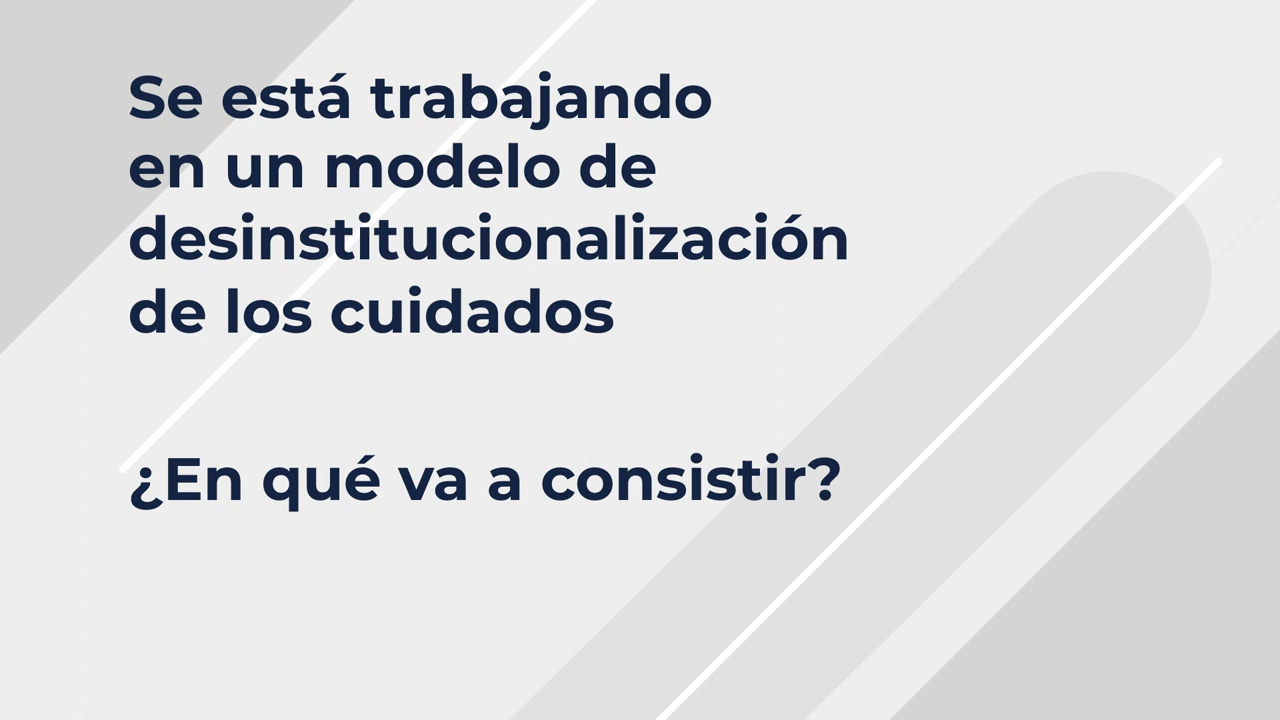 Se está trabajando
en un modelo de
desinstitucionalización
de los cuidados
¿En qué va a consistir?